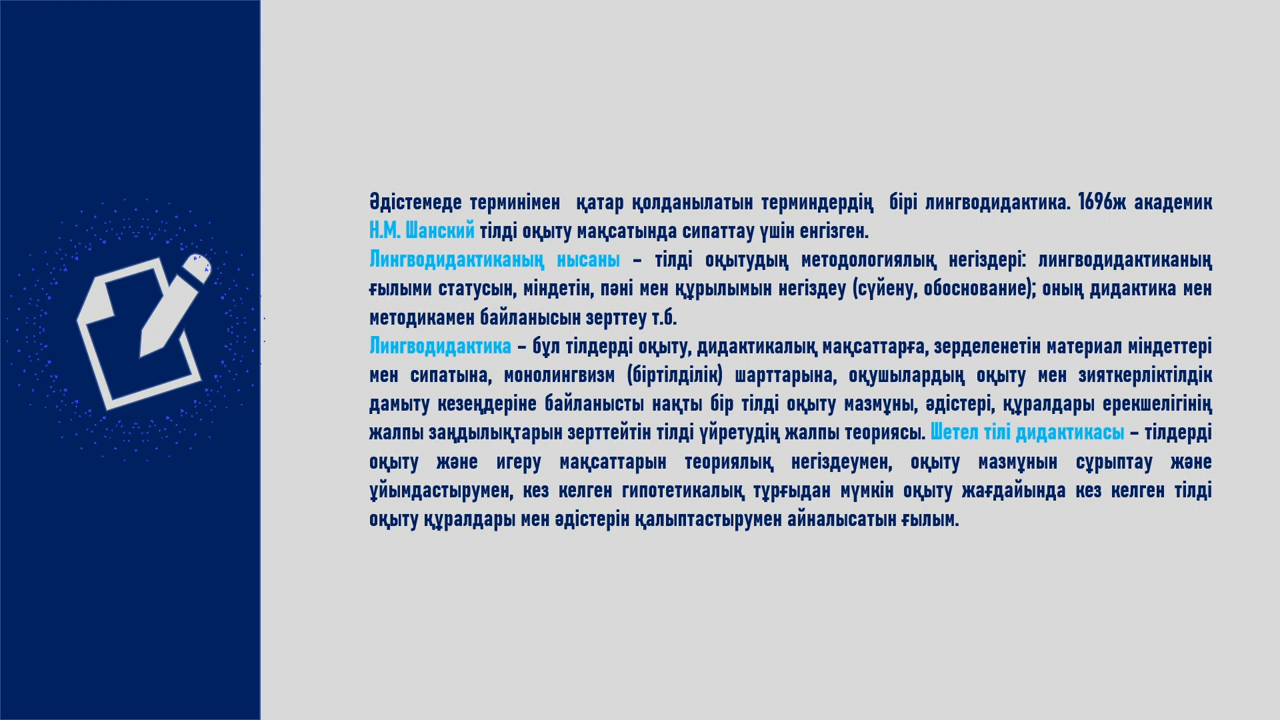 Әдістемеде терминімен қатар қолданылатын терминдердің бірі лингводидактика. 1696ж академик
Н.М. Шанский тілді оқыту мақсатында сипаттау үшін енгізген.
Лингводидактиканың нысаны – тілді оқытудың методологиялық негіздері: лингводидактиканың
ғылыми статусын, міндетін, пәні мен құрылымын негіздеу (сүйену, обоснование); оның дидактика мен
методикамен байланысын зерттеу т.б.
Лингводидактика – бұл тілдерді оқыту, дидактикалық мақсаттарға, зерделенетін материал міндеттері
мен сипатына, монолингвизм (біртілділік) шарттарына, оқушылардың оқыту мен зияткерліктілдік
дамыту кезеңдеріне байланысты нақты бір тілді оқыту мазмұны, әдістері, құралдары ерекшелігінің
жалпы заңдылықтарын зерттейтін тілді үйретудің жалпы теориясы. Шетел тілі дидактикасы – тілдерді
оқыту және игеру мақсаттарын теориялық негіздеумен, оқыту мазмұнын сұрыптау және
ұйымдастырумен, кез келген гипотетикалық тұрғыдан мүмкін оқыту жағдайында кез келген тілді
оқыту құралдары мен әдістерін қалыптастырумен айналысатын ғылым.